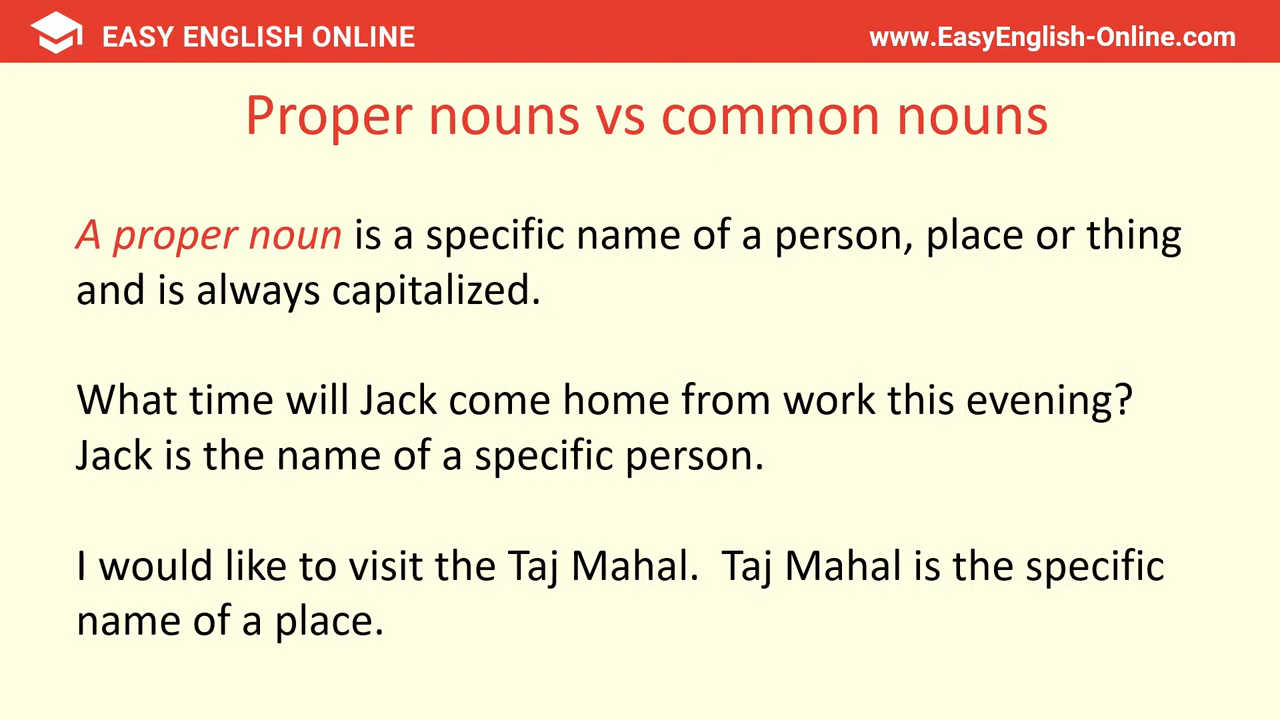 EASY ENGLISH ONLINE
www.EasyEnglish-Online.com
Proper nouns vs common nouns
A proper noun is a specific name of a person, place or thing
and is always capitalized.
What time will Jack come home from work this evening?
Jack is the name of a specific person.
I would like to visit the Taj Mahal.  Taj Mahal is the specific
name of a place.